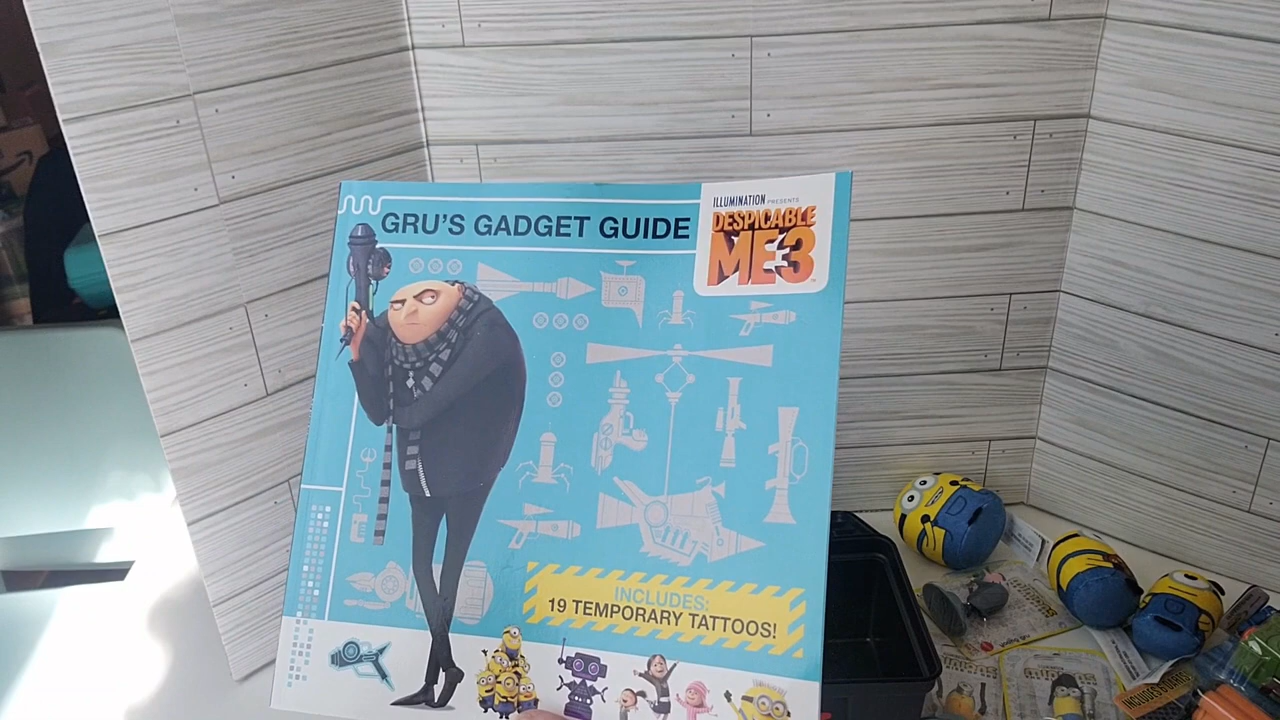 GRU'S GADGET GUIDE
ILLUMINATION PRESENTS
DESPICABLE
ME3
INCLUDES:
19 TEMPORARY TATTOOS!